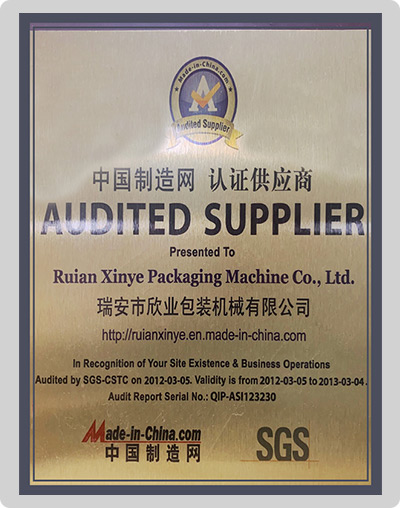 Made-in-China.com
Audited Supplier
中国制造网 认证供应商
AUDITED SUPPLIER
Presented To
Ruian Xinye Packaging Machine Co., Ltd.
瑞安市欣业包装机械有限公司
http://ruianxinye.en.made-in-china.com
In Recognition of Your Site Existence & Business Operations
Audited by SGS-CSTC on 2012-03-05. Validity is from 2012-03-05 to 2013-03-04.
Audit Report Serial No.: QIP-ASI123230
Made-in-China.com
中国制造网
SGS